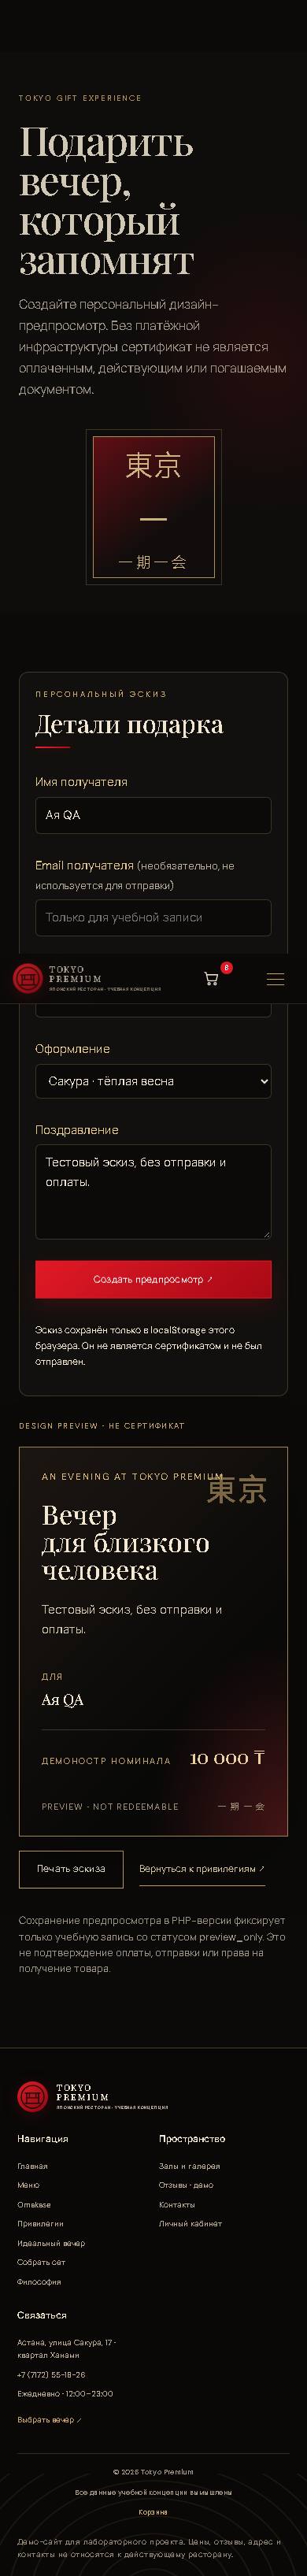 TOKYO GIFT EXPERIENCE
Подарить
вечер,
который
запомнят
Создайте персональный дизайн-
предпросмотр. Без платёжной
инфраструктуры сертификат не является
оплаченным, действующим или погашаемым
документом.
東京
一期一会
ПЕРСОНАЛЬНЫЙ ЭСКИЗ
Детали подарка
Имя получателя
Ая QA
Email получателя (необязательно, не
используется для отправки)
Только для учебной записи
TOKYO
PREMIUM
ЯПОНСКИЙ РЕСТОРАН · УЧЕБНАЯ КОНЦЕПЦИЯ
Оформление
Сакура · тёплая весна
Поздравление
Тестовый эскиз, без отправки и
оплаты.
Создать предпросмотр ↗
Эскиз сохранён только в localStorage этого
браузера. Он не является сертификатом и не был
отправлен.
DESIGN PREVIEW · НЕ СЕРТИФИКАТ
AN EVENING AT TOKYO PREMIUM
東京
Вечер
для близкого
человека
Тестовый эскиз, без отправки и
оплаты.
ДЛЯ
Ая QA
ДЕМОНОСТР НОМИНАЛА 10 000 ₸
PREVIEW · NOT REDEEMABLE 一期一会
Печать эскиза Вернуться к привилегиям ↗
Сохранение предпросмотра в PHP-версии фиксирует
только учебную запись со статусом preview_only. Это
не подтверждение оплаты, отправки или права на
получение товара.
TOKYO
PREMIUM
ЯПОНСКИЙ РЕСТОРАН · УЧЕБНАЯ КОНЦЕПЦИЯ
Навигация
Главная
Меню
Omakase
Привилегии
Идеальный вечер
Собрать сет
Философия
Пространство
Залы и галерея
Отзывы · демо
Контакты
Личный кабинет
Связаться
Астана, улица Сакура, 17 ·
квартал Ханами
+7 (7172) 55-18-26
Ежедневно · 12:00–23:00
Выбрать вечер ↗
© 2026 Tokyo Premium
Все данные учебной концепции вымышлены
Корзина
Демо-сайт для лабораторного проекта. Цены, отзывы, адрес и
контакты не относятся к действующему ресторану.